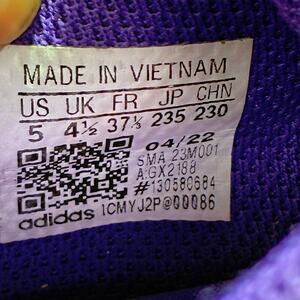 MADE IN VIETNAM
US UK FR JP CHN
5 4½ 37⅓ 235 230
04/22
SMA 23M001
A:GX2188
#130580684
adidas 1CMYJ2P@00086